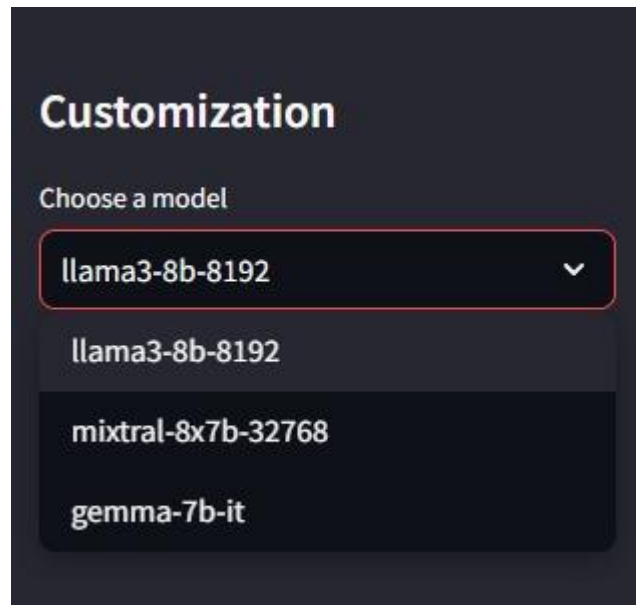 Customization
Choose a model
llama3-8b-8192
llama3-8b-8192
mixtral-8x7b-32768
gemma-7b-it